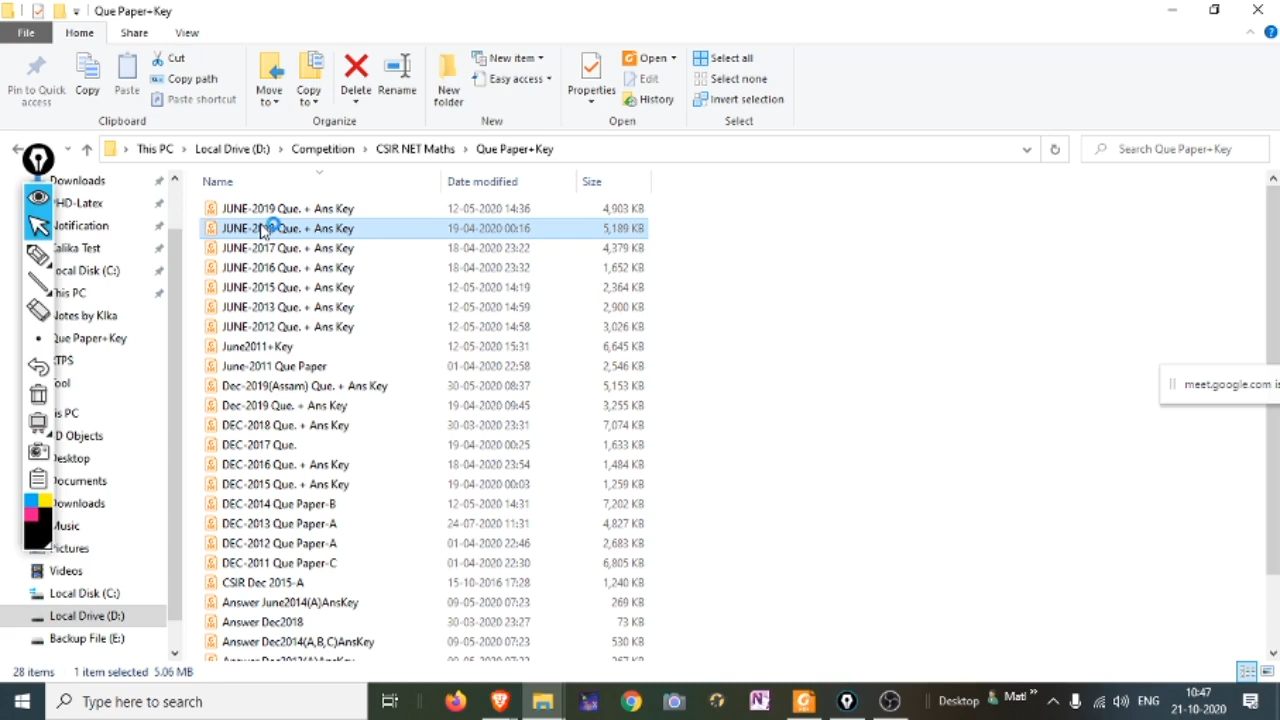 Que Paper+Key
File Home Share View
Pin to Quick access
Copy
Paste
Cut
Copy path
Paste shortcut
Clipboard
Move to
Copy to
Delete
Rename
Organize
New folder
New item
Easy access
New
Properties
Open
Edit
History
Open
Select all
Select none
Invert selection
Select
This PC > Local Drive (D:) > Competition > CSIR NET Maths > Que Paper+Key
Search Que Paper+Key
Name Date modified Size
JUNE-2019 Que. + Ans Key 12-05-2020 14:36 4,903 KB
Que. + Ans Key 19-04-2020 00:16 5,189 KB
JUNE-2017 Que. + Ans Key 18-04-2020 23:22 4,379 KB
JUNE-2016 Que. + Ans Key 18-04-2020 23:32 1,652 KB
JUNE-2015 Que. + Ans Key 12-05-2020 14:19 2,364 KB
JUNE-2013 Que. + Ans Key 12-05-2020 14:59 2,900 KB
JUNE-2012 Que. + Ans Key 12-05-2020 14:58 3,026 KB
June2011+Key 12-05-2020 15:31 6,645 KB
June-2011 Que Paper 01-04-2020 22:58 2,546 KB
Dec-2019(Assam) Que. + Ans Key 30-05-2020 08:37 5,153 KB
Dec-2019 Que. + Ans Key 19-04-2020 09:45 3,255 KB
DEC-2018 Que. + Ans Key 30-03-2020 23:31 7,074 KB
DEC-2017 Que. 19-04-2020 00:25 1,633 KB
DEC-2016 Que. + Ans Key 18-04-2020 23:54 1,484 KB
DEC-2015 Que. + Ans Key 19-04-2020 00:03 1,259 KB
DEC-2014 Que Paper-B 12-05-2020 14:31 7,202 KB
DEC-2013 Que Paper-A 24-07-2020 11:31 4,827 KB
DEC-2012 Que Paper-A 01-04-2020 22:46 2,683 KB
DEC-2011 Que Paper-C 01-04-2020 22:30 6,805 KB
CSIR Dec 2015-A 15-10-2016 17:28 1,240 KB
Answer June2014(A)AnsKey 09-05-2020 07:23 269 KB
Answer Dec2018 30-03-2020 23:27 73 KB
Answer Dec2014(A,B,C)AnsKey 09-05-2020 07:23 530 KB
Downloads
HD-Latex
Notification
alika Test
ocal Disk (C:)
his PC
Notes by Klka
Que Paper+Key
TPS
ool
is PC
D Objects
esktop
ocuments
ownloads
Music
ictures
Videos
Local Disk (C:)
Local Drive (D:)
Backup File (E:)
meet.google.com is
28 items 1 item selected 5.06 MB
Type here to search
Desktop
Matl
ENG
10:47
21-10-2020